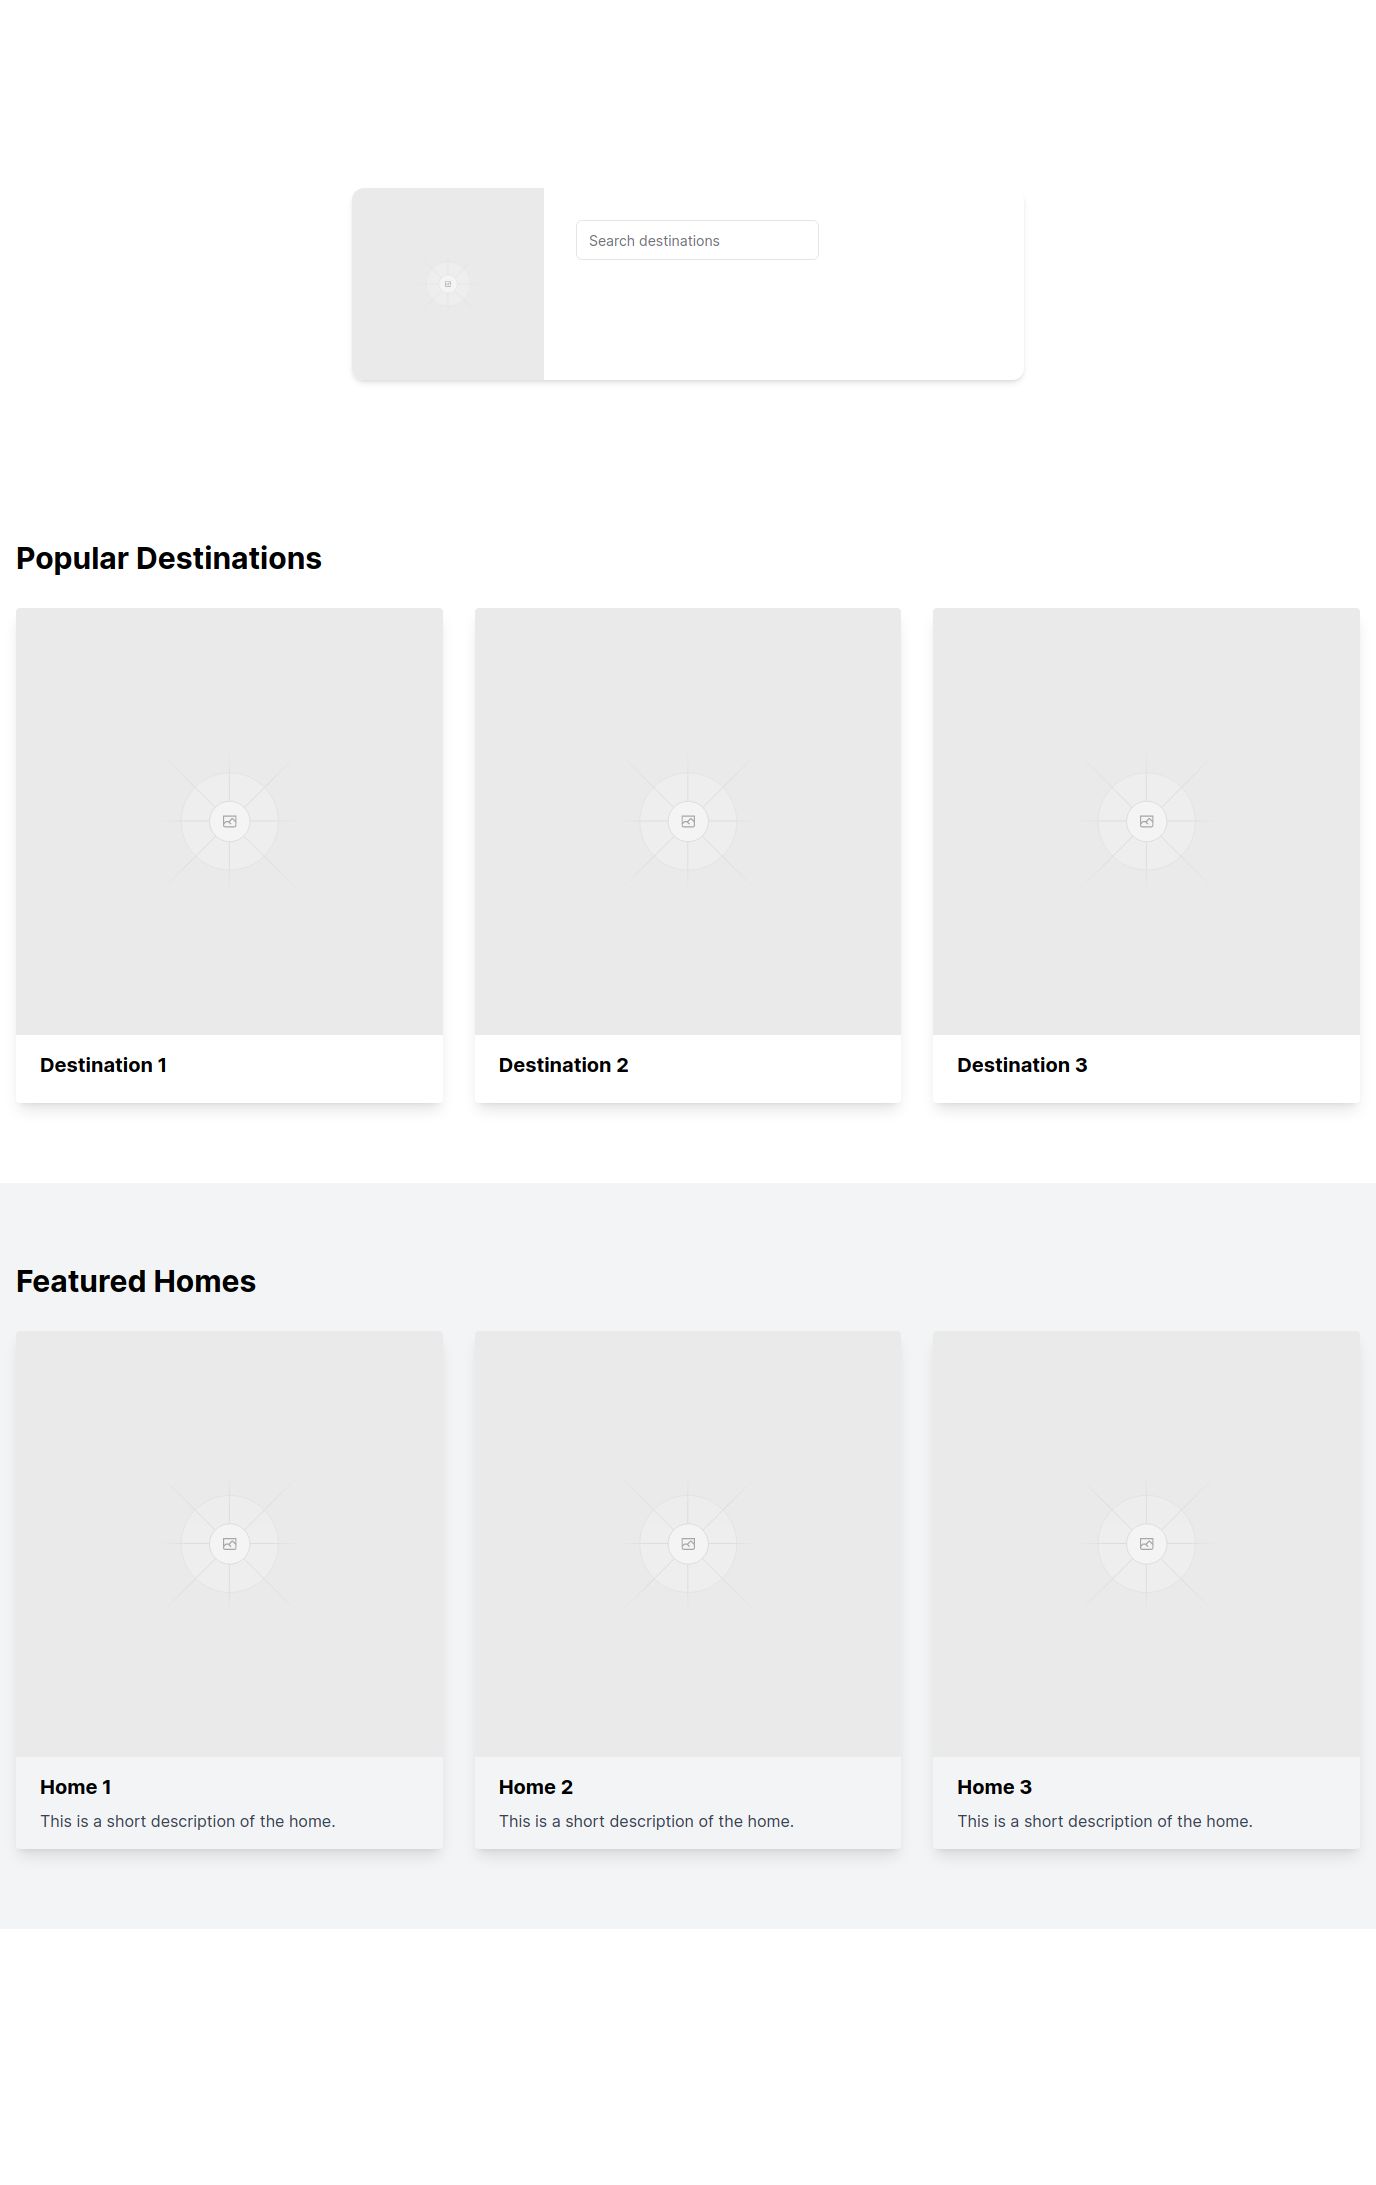 Search destinations
Popular Destinations
Destination 1
Destination 2
Destination 3
Featured Homes
Home 1
This is a short description of the home.
Home 2
This is a short description of the home.
Home 3
This is a short description of the home.